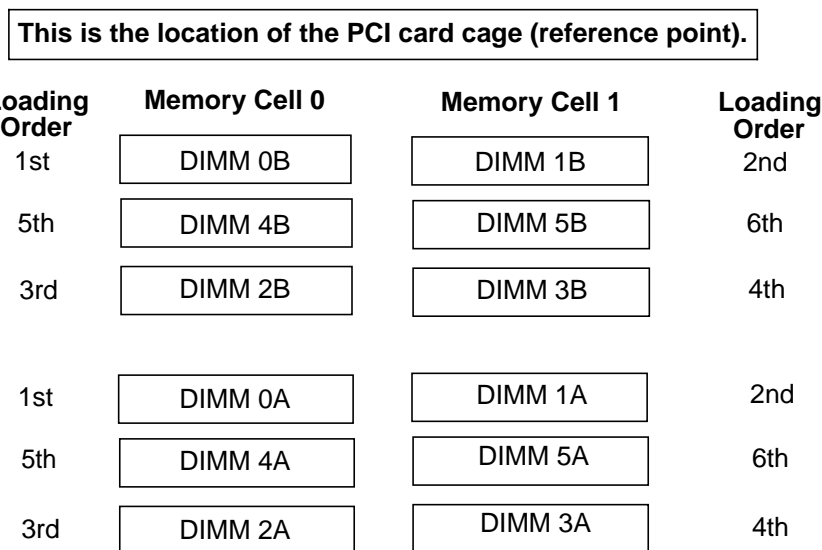 This is the location of the PCI card cage (reference point).
oading Memory Cell 0 Memory Cell 1 Loading
Order Order
1st DIMM 0B DIMM 1B 2nd
5th DIMM 4B DIMM 5B 6th
3rd DIMM 2B DIMM 3B 4th
1st DIMM 0A DIMM 1A 2nd
5th DIMM 4A DIMM 5A 6th
3rd DIMM 2A DIMM 3A 4th